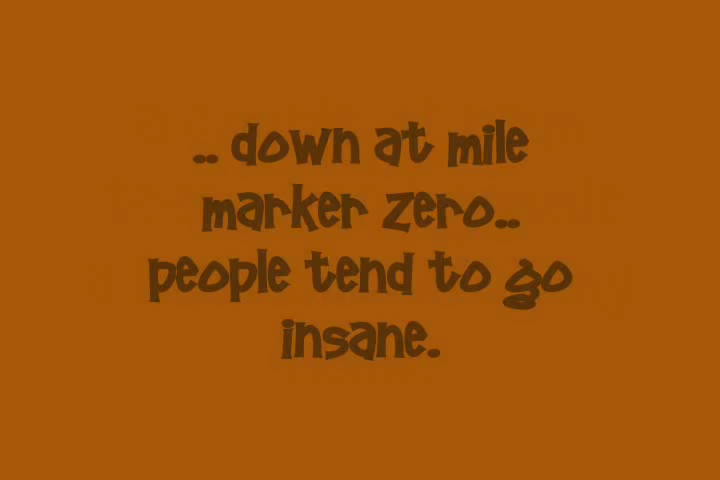 .. down at mile
marker zero..
people tend to go
insane.